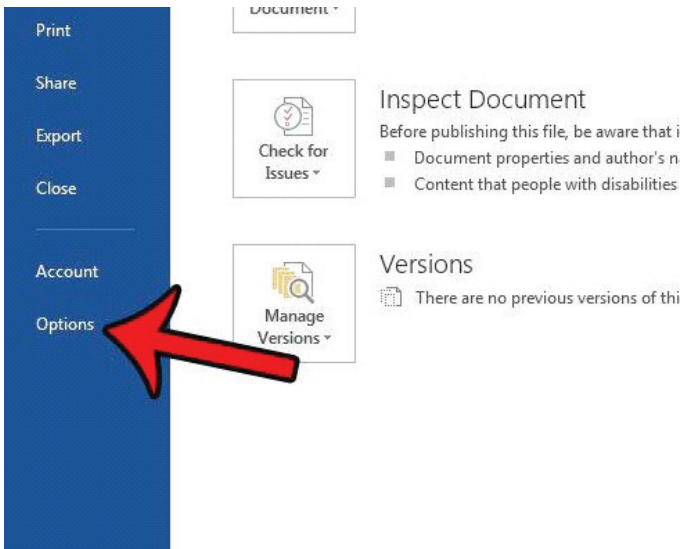 Print
Share
Export
Close
Account
Options
Document
Check for
Issues
Inspect Document
Before publishing this file, be aware that
Document properties and author's
Content that people with disabilities
Manage
Versions
Versions
There are no previous versions of